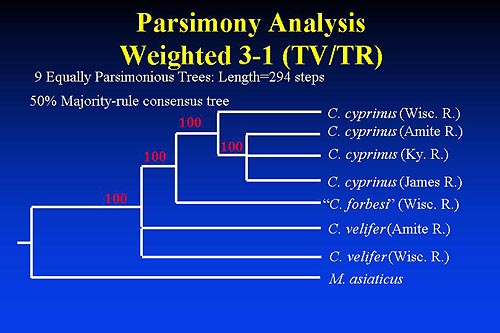 Parsimony Analysis
Weighted 3-1 (TV/TR)
9 Equally Parsimonious Trees: Length=294 steps
50% Majority-rule consensus tree
C. cyprinus (Wisc. R.)
100
C. cyprinus (Amite R.)
100
C. cyprinus (Ky. R.)
100
C. cyprinus (James R.)
100
“C. forbesi” (Wisc. R.)
C. velifer (Amite R.)
C. velifer (Wisc. R.)
M. asiaticus